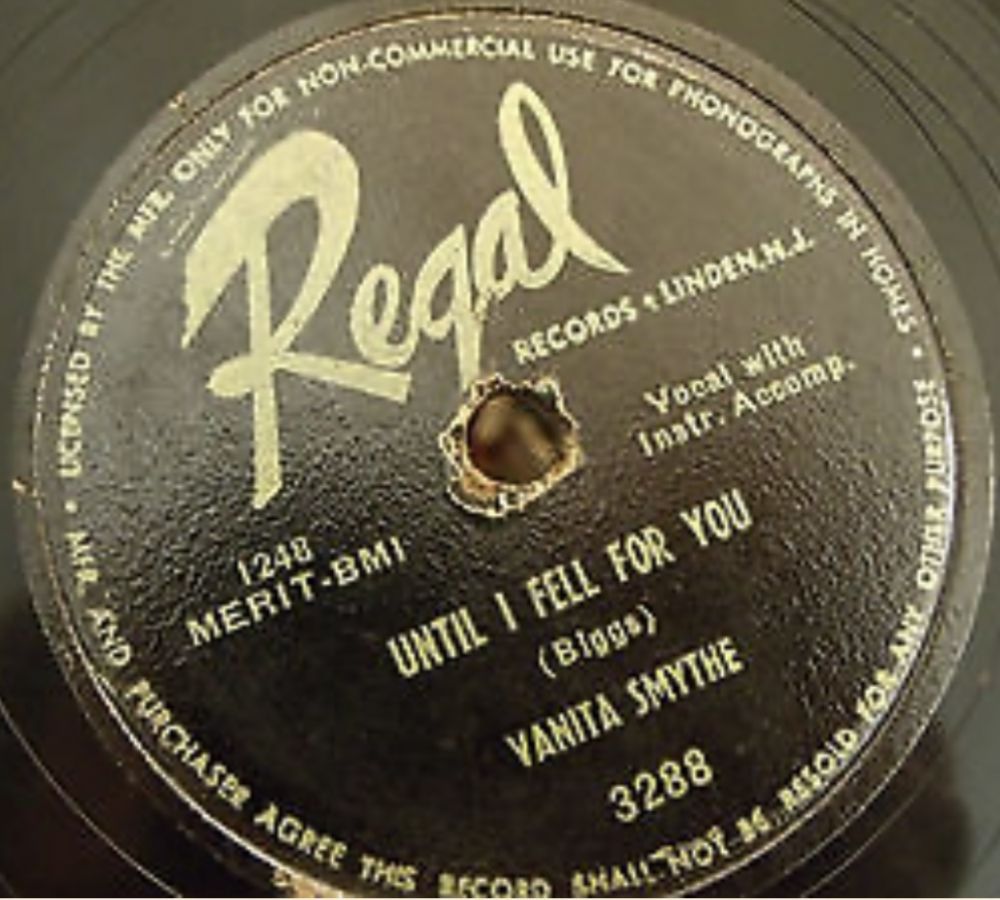 • LICENSED BY THE MFR. ONLY FOR NON-COMMERCIAL USE FOR PHONOGRAPHS IN HOMES •
Regal
RECORDS • LINDEN, N.J.
Vocal with
Instr. Accomp.
1248
MERIT-BMI
UNTIL I FELL FOR YOU
(Biggs)
VANITA SMYTHE
3288
MFR. AND PURCHASER AGREE THIS RECORD SHALL NOT BE RESOLD FOR ANY OTHER PURPOSE